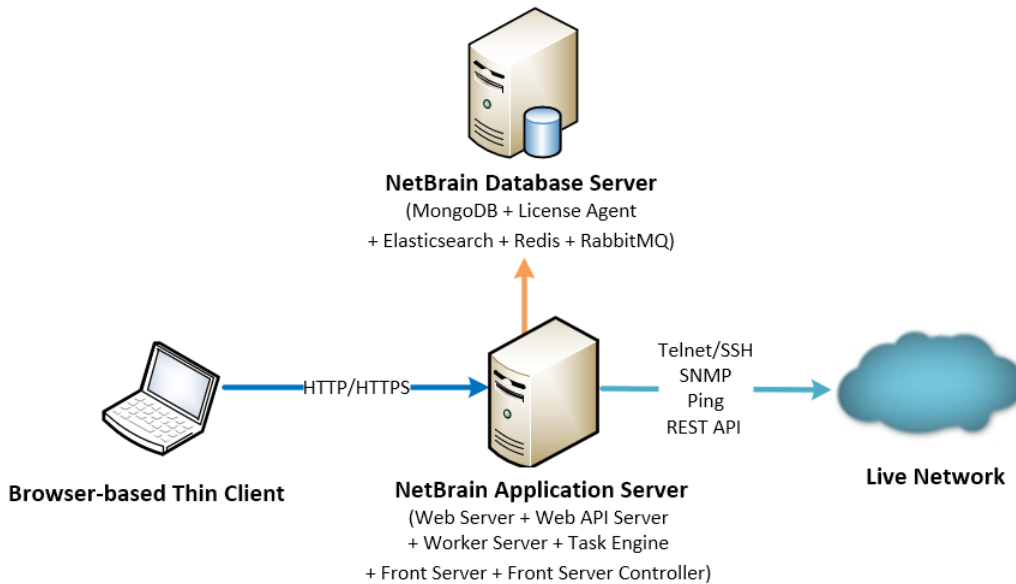 NetBrain Database Server
(MongoDB + License Agent
+ Elasticsearch + Redis + RabbitMQ)
HTTP/HTTPS
Telnet/SSH
SNMP
Ping
REST API
Browser-based Thin Client
NetBrain Application Server
(Web Server + Web API Server
+ Worker Server + Task Engine
+ Front Server + Front Server Controller)
Live Network